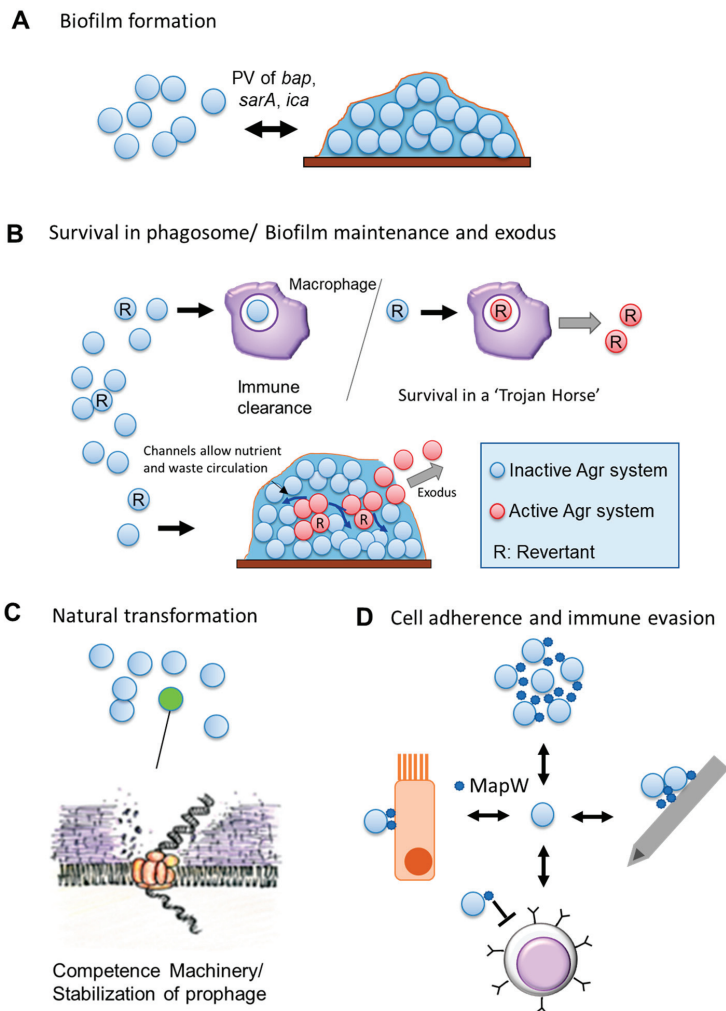 A Biofilm formation
PV of bap,
sarA, ica
B Survival in phagosome/ Biofilm maintenance and exodus
Macrophage
R
R
R
R
Immune
clearance
Survival in a ‘Trojan Horse’
R
R
R
Channels allow nutrient
and waste circulation
Exodus
R
R
Inactive Agr system
Active Agr system
R: Revertant
C Natural transformation
Competence Machinery/
Stabilization of prophage
D Cell adherence and immune evasion
MapW